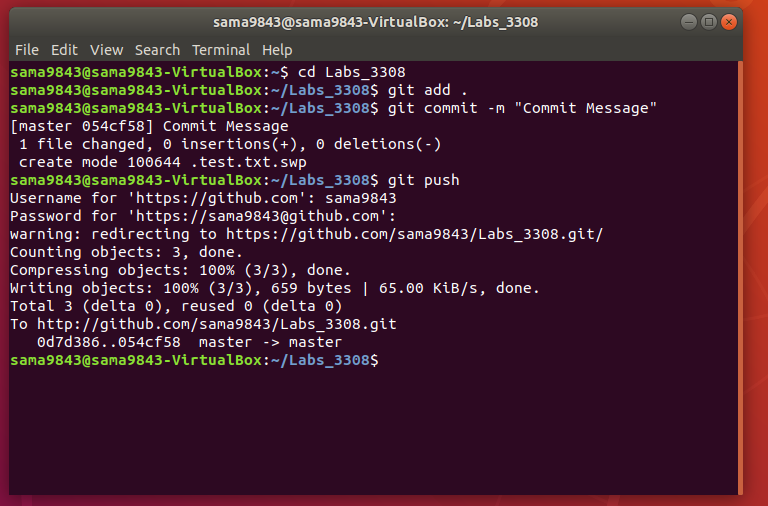 sama9843@sama9843-VirtualBox: ~/Labs_3308
File Edit View Search Terminal Help
sama9843@sama9843-VirtualBox:~$ cd Labs_3308
sama9843@sama9843-VirtualBox:~/Labs_3308$ git add .
sama9843@sama9843-VirtualBox:~/Labs_3308$ git commit -m "Commit Message"
[master 054cf58] Commit Message
 1 file changed, 0 insertions(+), 0 deletions(-)
 create mode 100644 .test.txt.swp
sama9843@sama9843-VirtualBox:~/Labs_3308$ git push
Username for 'https://github.com': sama9843
Password for 'https://sama9843@github.com':
warning: redirecting to https://github.com/sama9843/Labs_3308.git/
Counting objects: 3, done.
Compressing objects: 100% (3/3), done.
Writing objects: 100% (3/3), 659 bytes | 65.00 KiB/s, done.
Total 3 (delta 0), reused 0 (delta 0)
To http://github.com/sama9843/Labs_3308.git
   0d7d386..054cf58  master -> master
sama9843@sama9843-VirtualBox:~/Labs_3308$